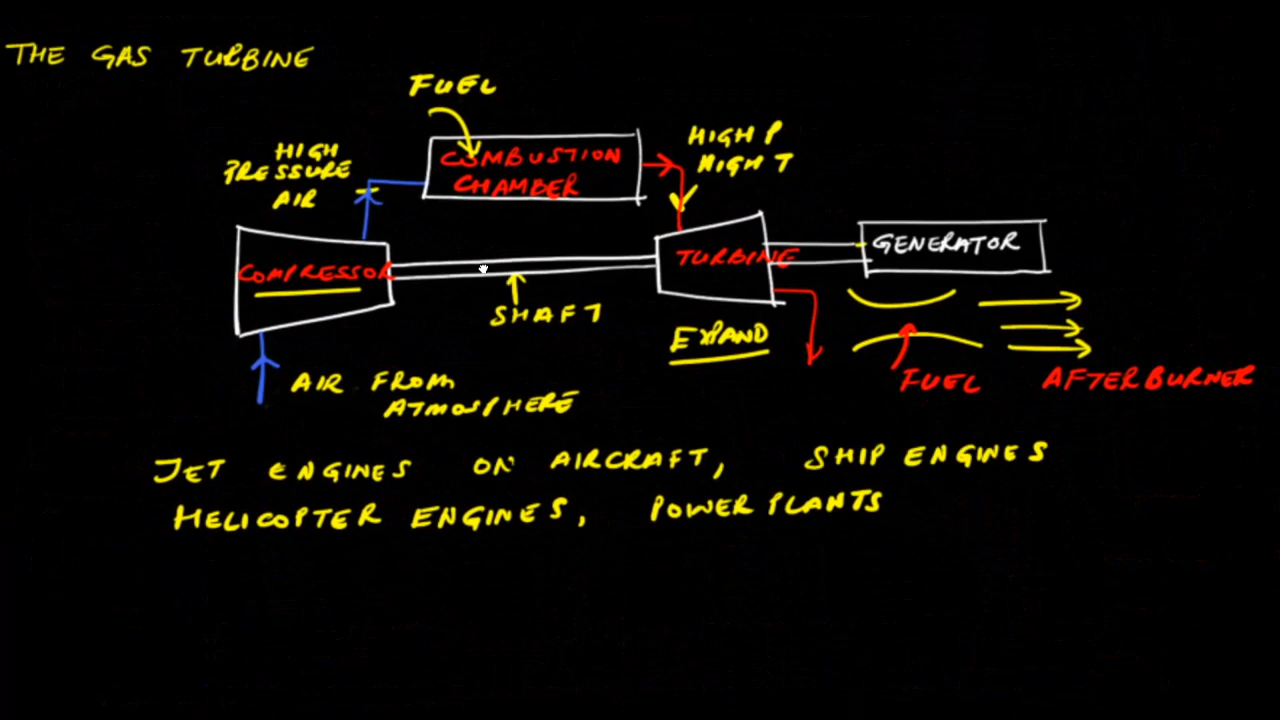 THE GAS TURBINE
FUEL
HIGH
PRESSURE
AIR
COMBUSTION
CHAMBER
HIGH P
HIGH T
COMPRESSOR
TURBINE
GENERATOR
SHAFT
EXPAND
FUEL
AFTERBURNER
AIR FROM
ATMOSPHERE
JET ENGINES ON AIRCRAFT, SHIP ENGINES
HELICOPTER ENGINES, POWER PLANTS